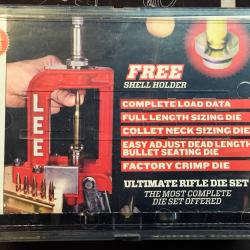 LEE
FREE
SHELL HOLDER
COMPLETE LOAD DATA
FULL LENGTH SIZING DIE
COLLET NECK SIZING DIE
EASY ADJUST DEAD LENGTH
BULLET SEATING DIE
FACTORY CRIMP DIE
ULTIMATE RIFLE DIE SET
THE MOST COMPLETE
DIE SET OFFERED